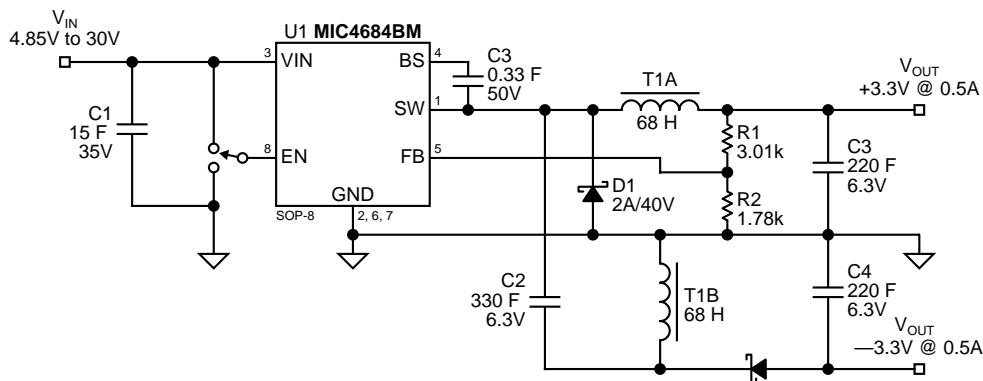 VIN
4.85V to 30V
U1 MIC4684BM
3
VIN
BS
4
C3
0.33 F
50V
T1A
68 H
VOUT
+3.3V @ 0.5A
SW
1
C1
15 F
35V
8
EN
FB
5
R1
3.01k
C3
220 F
6.3V
GND
SOP-8
2, 6, 7
D1
2A/40V
R2
1.78k
C2
330 F
6.3V
T1B
68 H
C4
220 F
6.3V
VOUT
—3.3V @ 0.5A